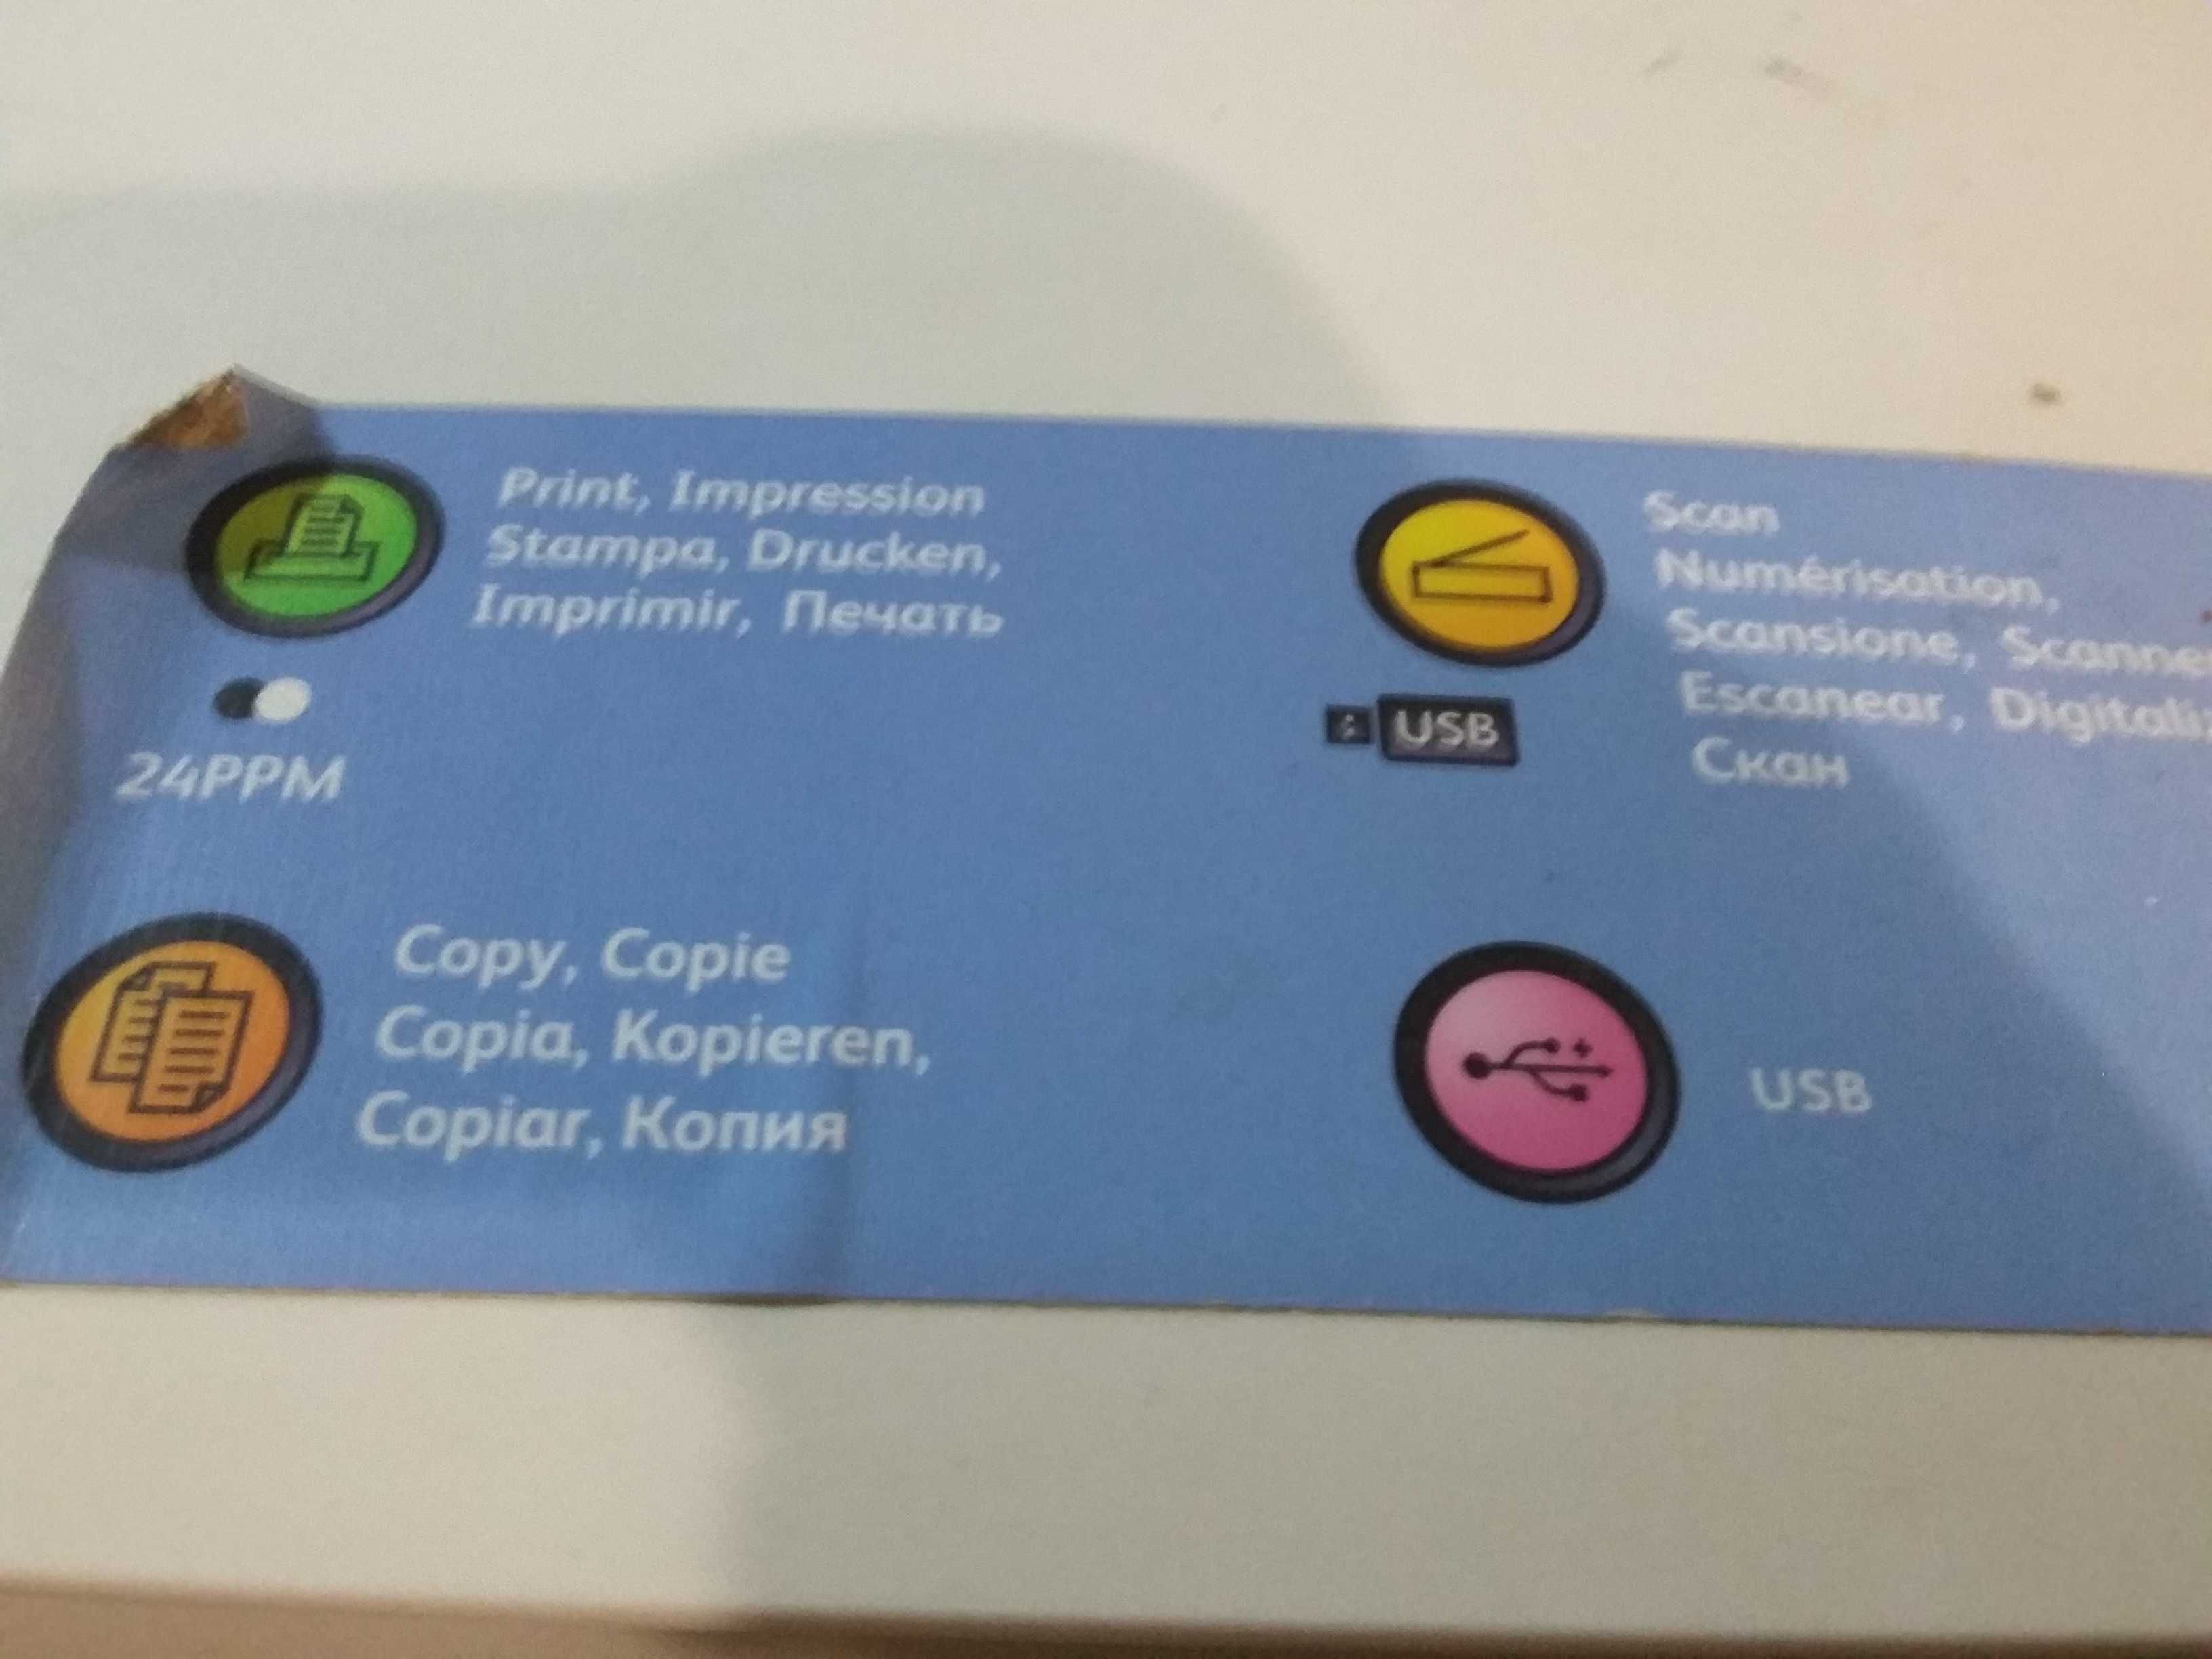 Print, Impression
Stampa, Drucken,
Imprimir, Печать
24PPM
Scan
Numérisation,
Scansione,
Escanear,
Скан
USB
Copy, Copie
Copia, Kopieren,
Copiar, Копия
USB